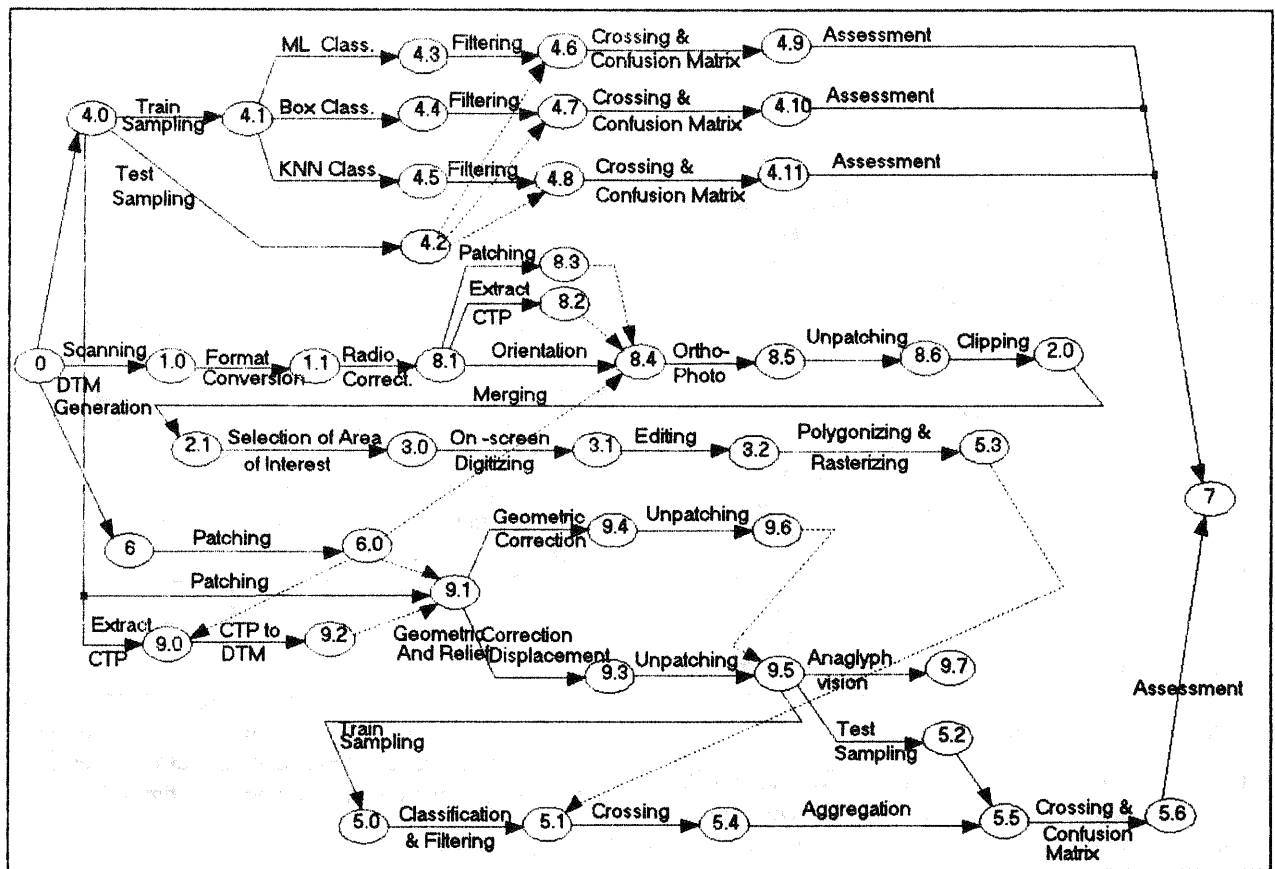 ML Class. 4.3 Filtering 4.6 Crossing & 4.9 Assessment
Confusion Matrix
4.0 Train 4.1 Box Class. 4.4 Filtering 4.7 Crossing & 4.10 Assessment
Sampling Confusion Matrix
Test KNN Class 4.5 Filtering 4.8 Crossing & 4.11 Assessment
Sampling Confusion Matrix
4.2
Patching 8.3
Extract 8.2
CTP
0 Scanning 1.0 Format 1.1 Radio 8.1 Orientation 8.4 Ortho- 8.5 Unpatching 8.6 Clipping 2.0
Conversion Correct. Photo
DTM
Generation
Merging
2.1 Selection of Area 3.0 On -screen 3.1 Editing 3.2 Polygonizing & 5.3
of Interest Digitizing Rasterizing
7
Geometric 9.4 Unpatching 9.6
Correction
6 Patching 6.0
Patching 9.1
Extract 9.0 CTP to 9.2
CTP DTM
Geometric Correction
And Relief Displacement
9.3 Unpatching 9.5 Anaglyph 9.7
vision
Assessment
Train
Sampling
Test 5.2
Sampling
5.0 Classification 5.1 Crossing 5.4 Aggregation 5.5 Crossing & 5.6
& Filtering Confusion
Matrix